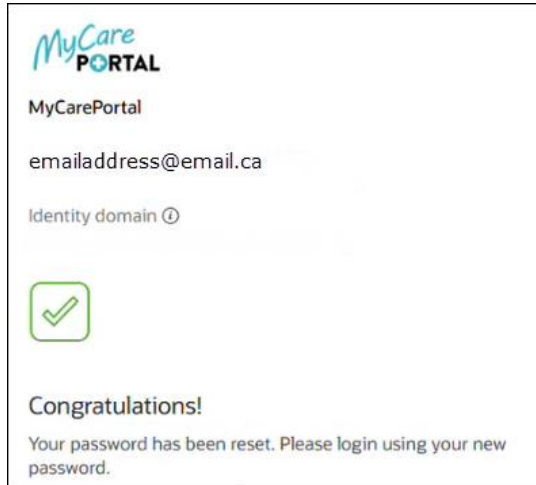 MyCare
PORTAL
MyCarePortal
emailaddress@email.ca
Identity domain
Congratulations!
Your password has been reset. Please login using your new
password.